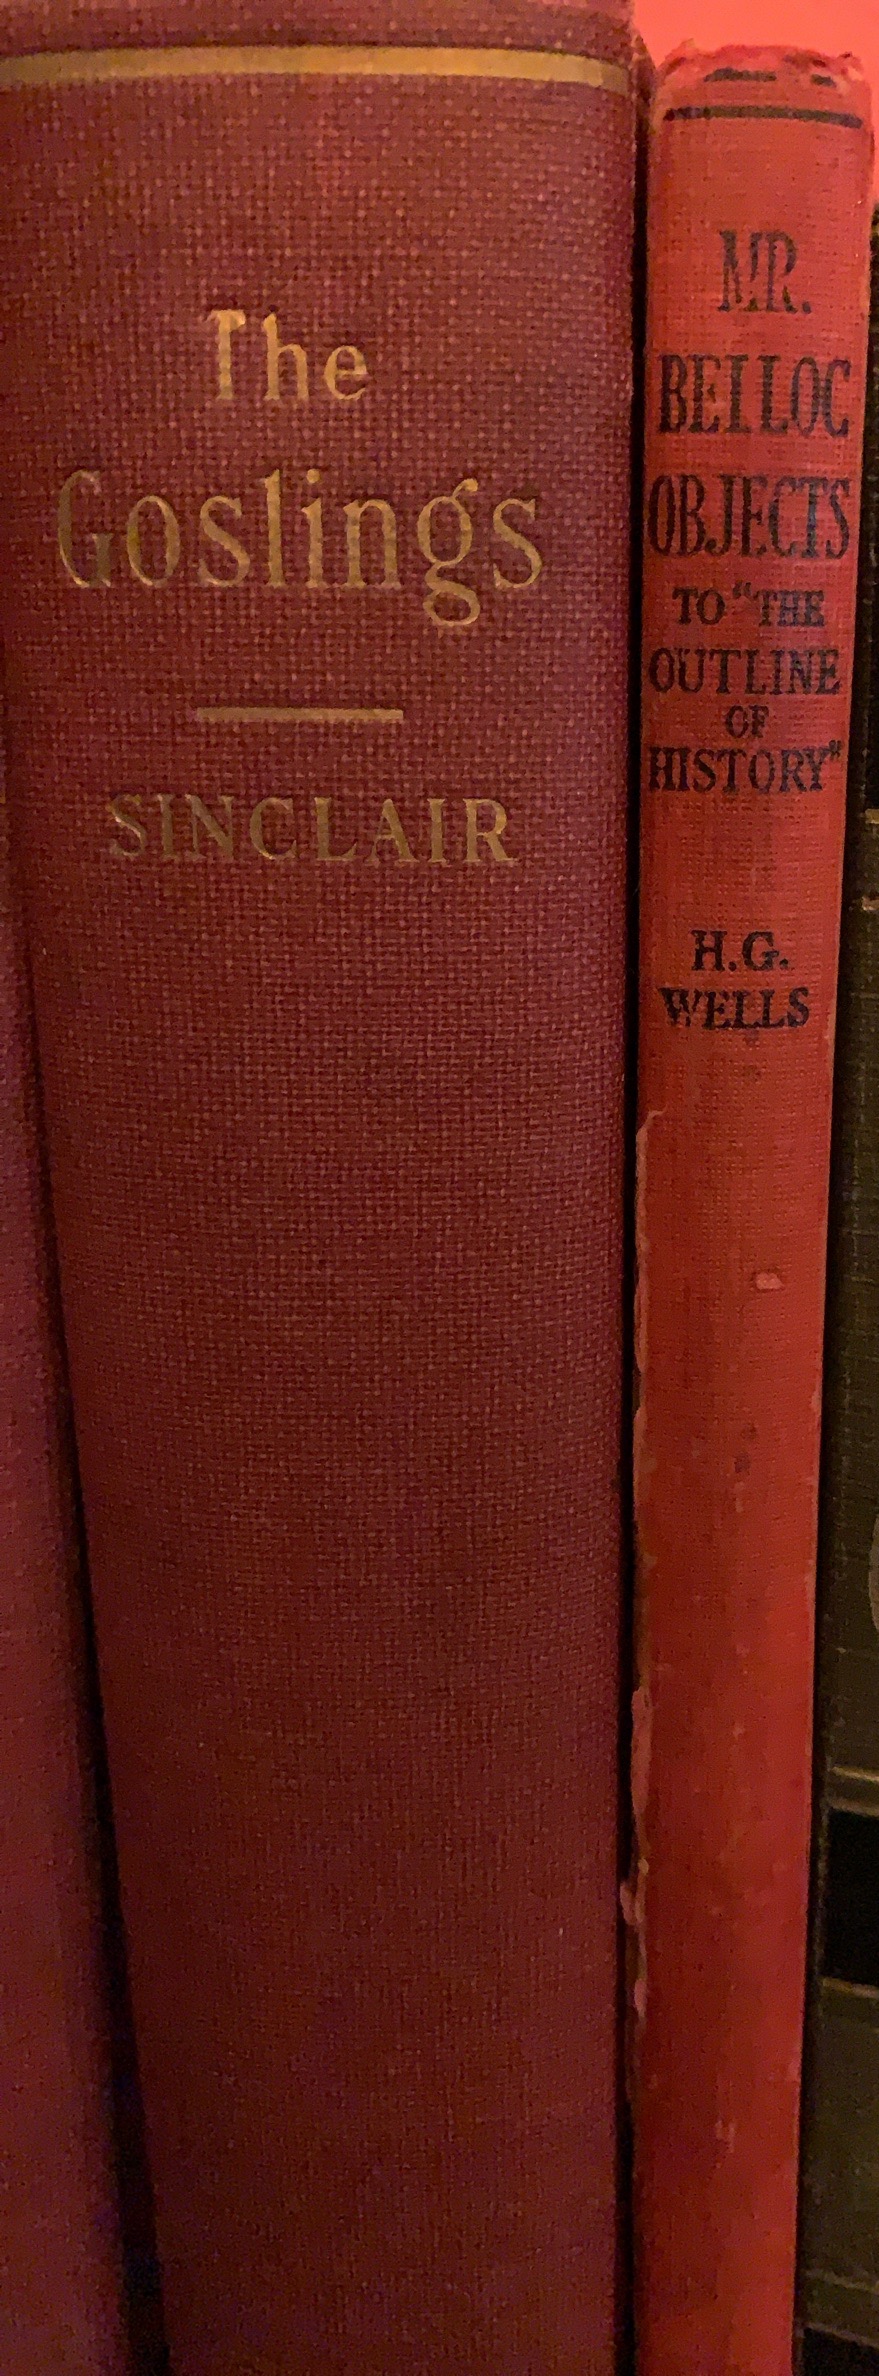 The
Goslings
SINCLAIR
MR.
BELLOC
OBJECTS
TO "THE
OUTLINE
OF
HISTORY"
H.G.
WELLS